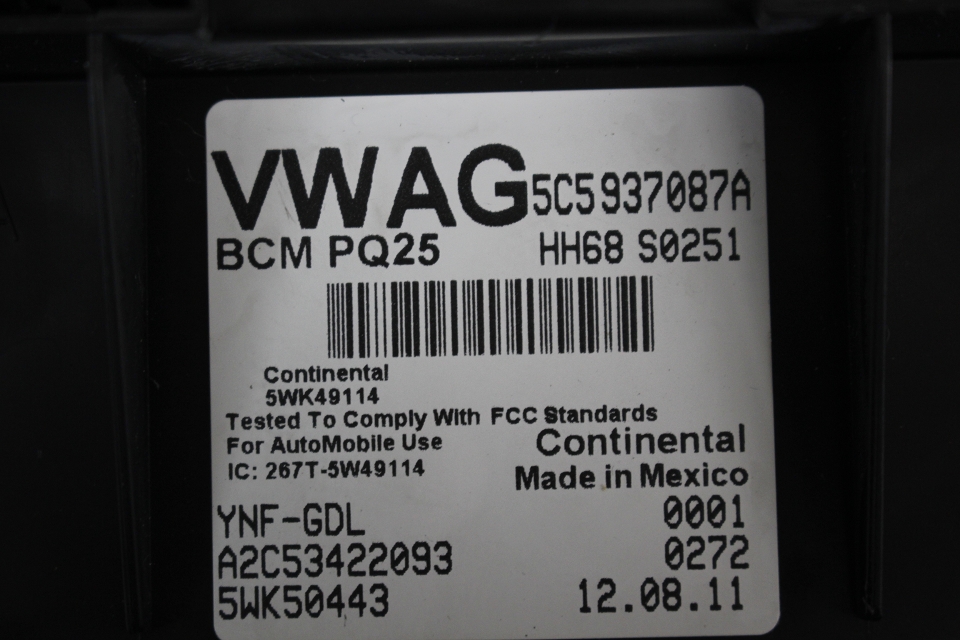 VWAG 5C5937087A
BCM PQ25 HH68 S0251
Continental
5WK49114
Tested To Comply With FCC Standards
For AutoMobile Use
IC: 267T-5W49114
Continental
Made in Mexico
YNF-GDL 0001
A2C53422093 0272
5WK50443 12.08.11